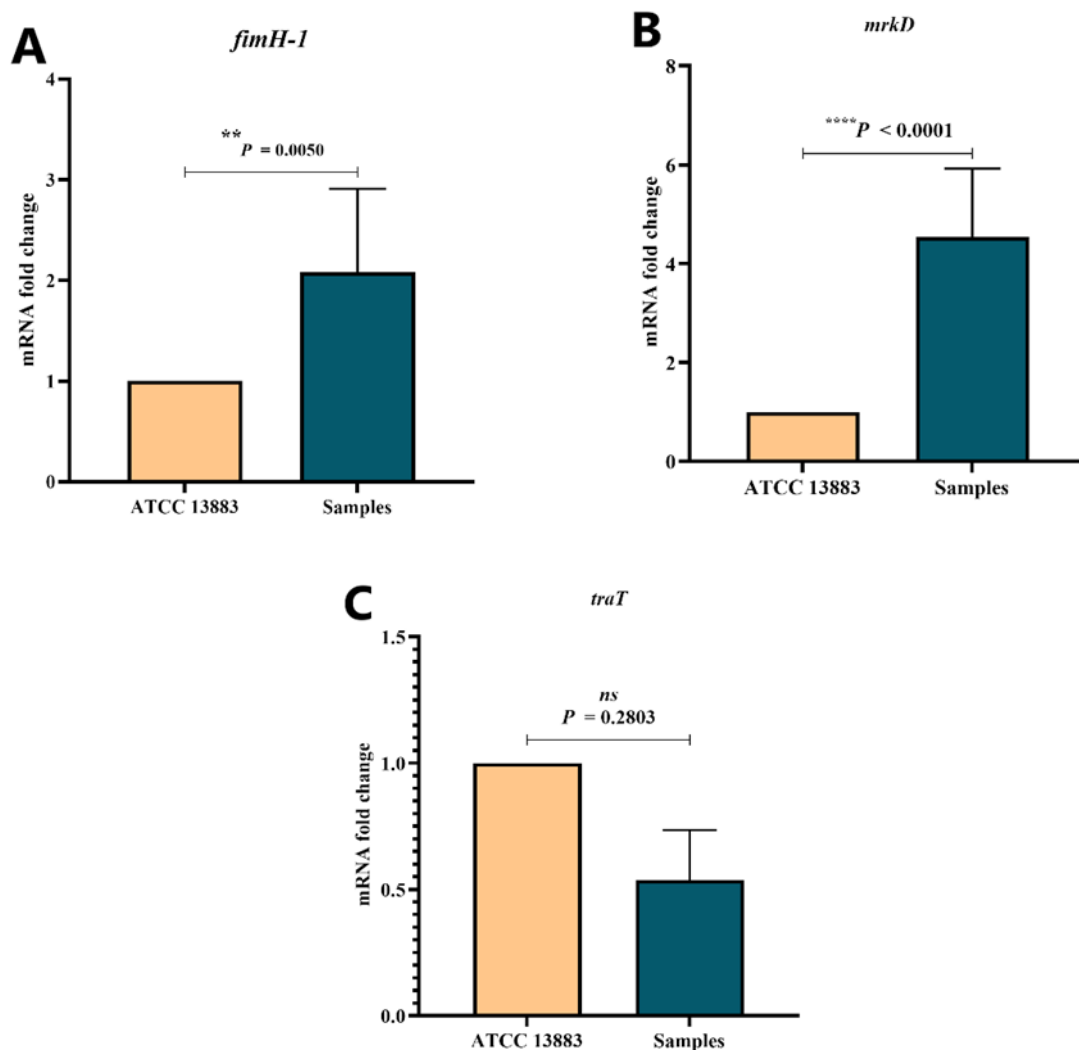 A
fimH-1
mRNA fold change
4
3
2
1
0
**
P = 0.0050
ATCC 13883
Samples
B
mrkD
mRNA fold change
8
6
4
2
0
****P < 0.0001
ATCC 13883
Samples
C
traT
mRNA fold change
1.5
1.0
0.5
0.0
ns
P = 0.2803
ATCC 13883
Samples